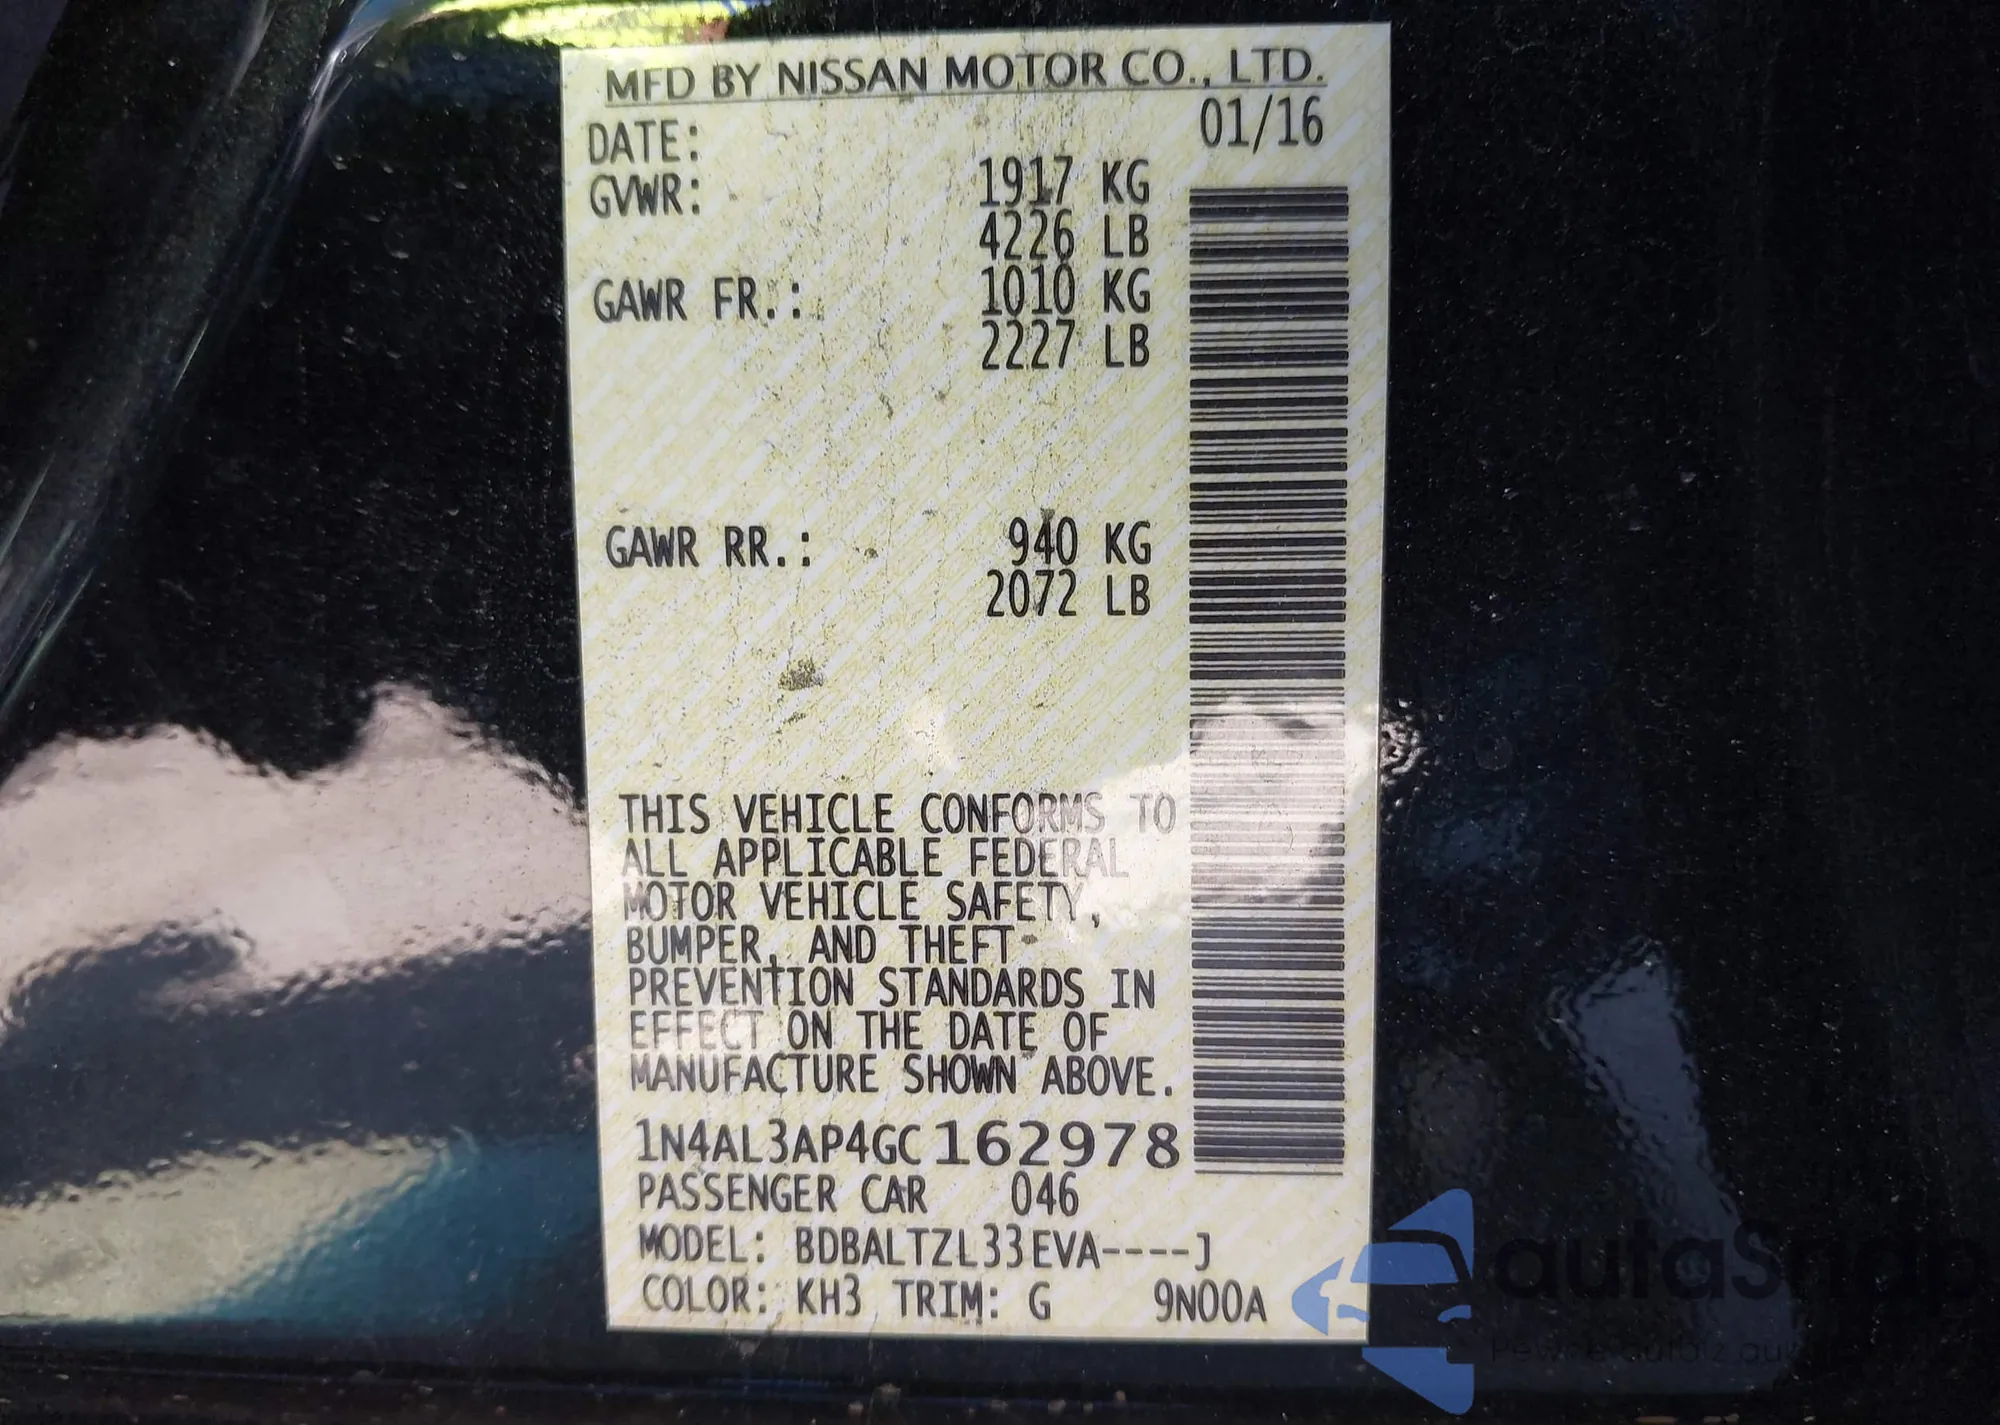 MFD BY NISSAN MOTOR CO., LTD.
DATE: 01/16
GVWR: 1917 KG
4226 LB
GAWR FR.: 1010 KG
2227 LB
GAWR RR.: 940 KG
2072 LB
THIS VEHICLE CONFORMS TO
ALL APPLICABLE FEDERAL
MOTOR VEHICLE SAFETY,
BUMPER, AND THEFT
PREVENTION STANDARDS IN
EFFECT ON THE DATE OF
MANUFACTURE SHOWN ABOVE.
1N4AL3AP4GC162978
PASSENGER CAR 046
MODEL: BDBALTZL33EVA----J
COLOR: KH3 TRIM: G 9N00A
autaShop
Pewne auta z